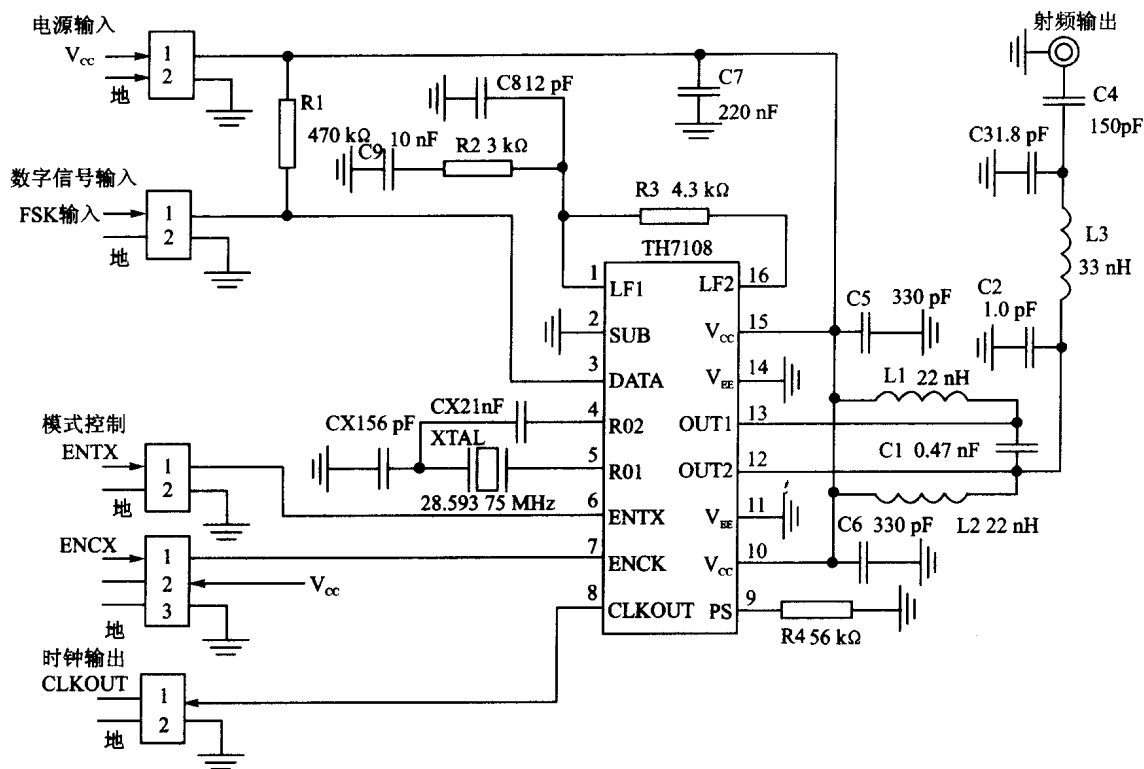 电源输入
Vcc
地
1
2
R1
470 kΩ
C8 12 pF
C9 10 nF
R2 3 kΩ
C7
220 nF
射频输出
C4
150pF
C3 1.8 pF
L3
33 nH
C2
1.0 pF
数字信号输入
FSK输入
地
1
2
R3 4.3 kΩ
TH7108
1
LF1
LF2
16
2
SUB
Vcc
15
3
DATA
VEE
14
4
R02
OUT1
13
5
R01
OUT2
12
6
ENTX
VEE
11
7
ENCK
Vcc
10
8
CLKOUT
PS
9
C5 330 pF
L1 22 nH
C1 0.47 nF
L2 22 nH
C6 330 pF
R4 56 kΩ
CX2 1nF
CX1 56 pF
XTAL
28.593 75 MHz
模式控制
ENTX
地
1
2
ENCX
地
1
2
3
Vcc
时钟输出
CLKOUT
地
1
2